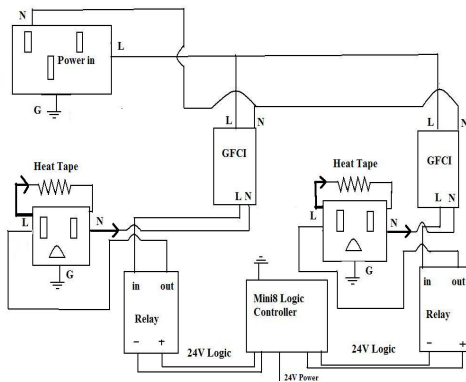 N
L
Power in
G
L
N
GFCI
L N
L
N
GFCI
L N
Heat Tape
L
N
G
Heat Tape
L
N
G
in out
Relay
- +
Mini8 Logic
Controller
in out
Relay
- +
24V Logic
24V Logic
24V Power